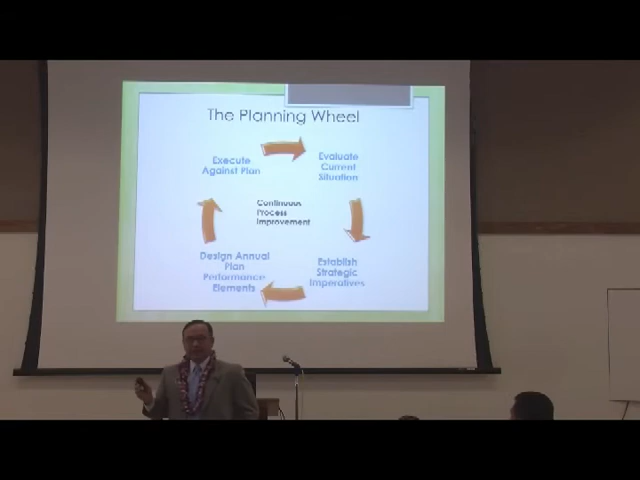 The Planning Wheel
Execute
Against Plan
Evaluate
Current
Situation
Continuous
Process
Improvement
Design Annual
Plan
Performance
Elements
Establish
Strategic
Imperatives